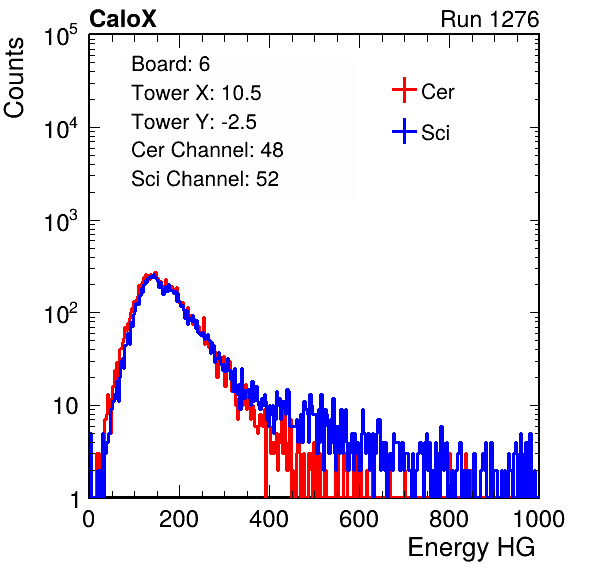 CaloX Run 1276
Counts
10^5
10^4
10^3
10^2
10
1
Board: 6
Tower X: 10.5
Tower Y: -2.5
Cer Channel: 48
Sci Channel: 52
Cer
Sci
0 200 400 600 800 1000
Energy HG